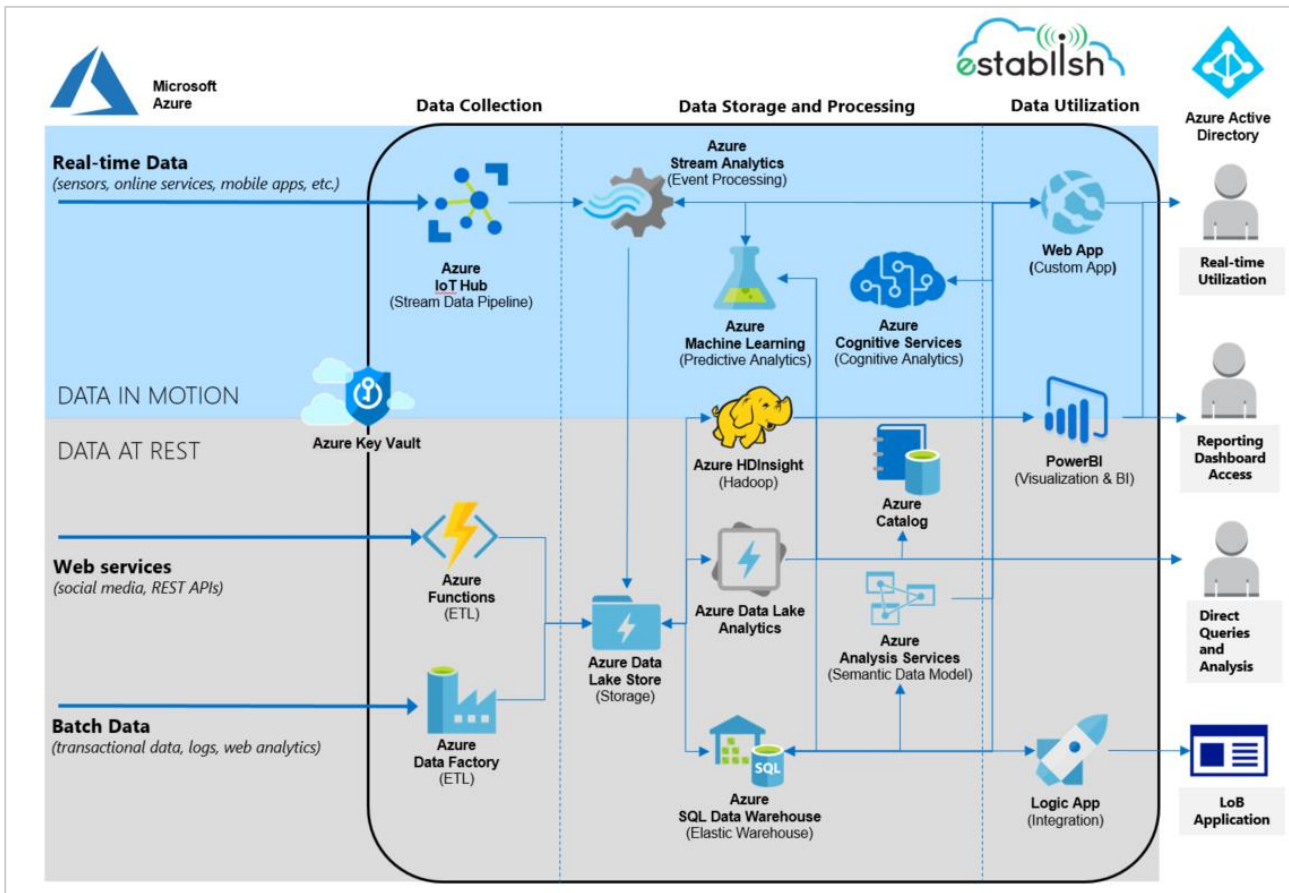 establish
Microsoft
Azure
Data Collection
Data Storage and Processing
Data Utilization
Azure Active
Directory
Real-time Data
(sensors, online services, mobile apps, etc.)
Azure
Stream Analytics
(Event Processing)
Azure
IoT Hub
(Stream Data Pipeline)
Azure
Machine Learning
(Predictive Analytics)
Azure
Cognitive Services
(Cognitive Analytics)
Web App
(Custom App)
Real-time
Utilization
DATA IN MOTION
Azure Key Vault
DATA AT REST
Azure HDInsight
(Hadoop)
Azure
Catalog
PowerBI
(Visualization & BI)
Reporting
Dashboard
Access
Web services
(social media, REST APIs)
Azure
Functions
(ETL)
Azure Data
Lake Store
(Storage)
Azure Data Lake
Analytics
Azure
Analysis Services
(Semantic Data Model)
Direct
Queries
and
Analysis
Batch Data
(transactional data, logs, web analytics)
Azure
Data Factory
(ETL)
SQL
Azure
SQL Data Warehouse
(Elastic Warehouse)
Logic App
(Integration)
LoB
Application